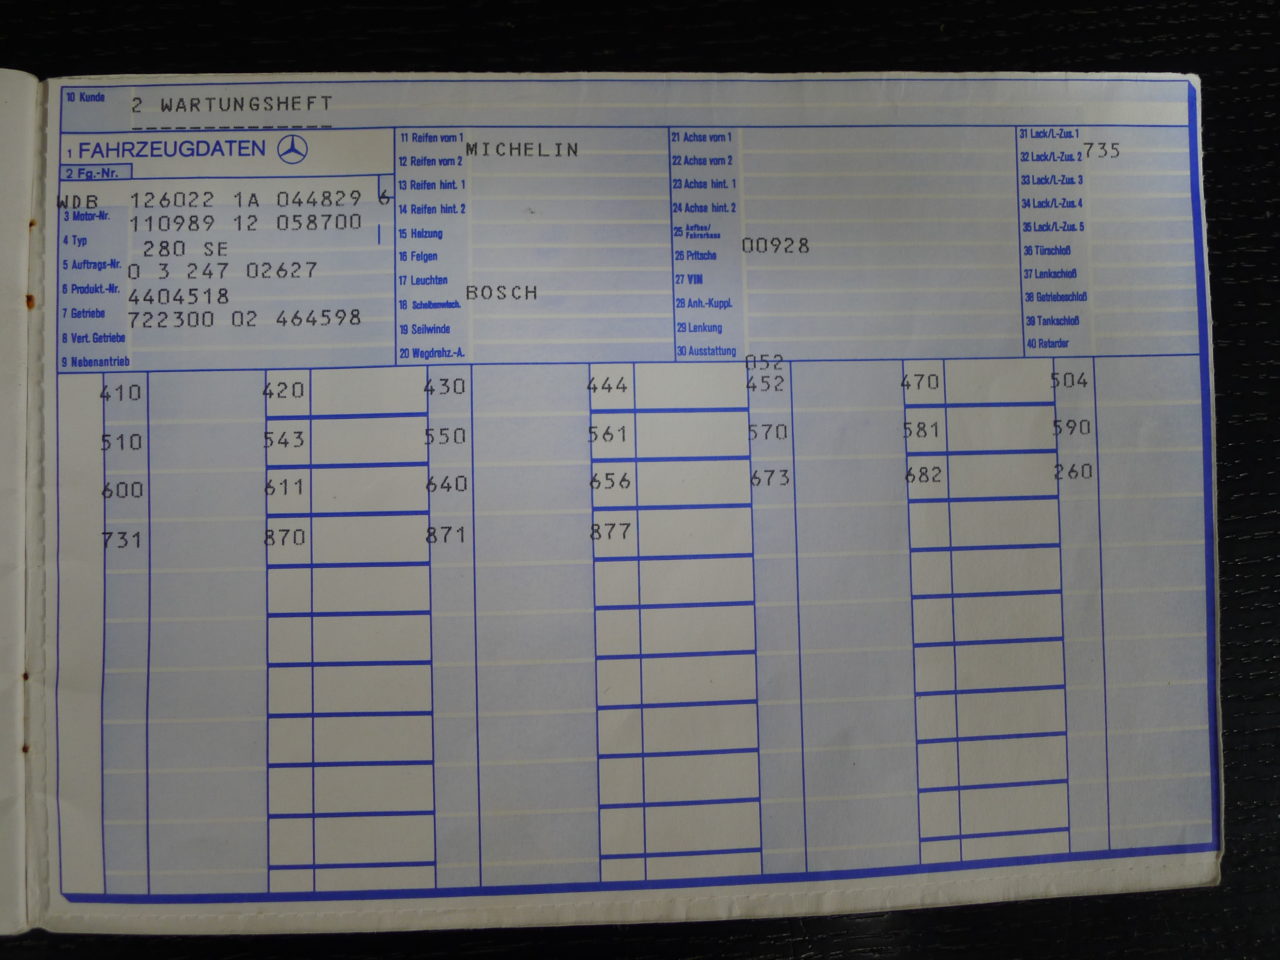 10 Kunde
2 WARTUNGSHEFT
1 FAHRZEUGDATEN
2 Fg.-Nr.
WDB 126022 1A 044829 6
3 Motor-Nr. 110989 12 058700
4 Typ 280 SE
5 Auftrags-Nr. 0 3 247 02627
6 Produkt.-Nr. 4404518
7 Getriebe 722300 02 464598
8 Vert. Getriebe
9 Nebenantrieb
11 Reifen vorn 1 MICHELIN
12 Reifen vorn 2
13 Reifen hint. 1
14 Reifen hint. 2
15 Heizung
16 Felgen
17 Leuchten
18 Scheibenwisch. BOSCH
19 Seilwinde
20 Wegdrehz.-A.
21 Achse vorn 1
22 Achse vorn 2
23 Achse hint. 1
24 Achse hint. 2
25 Aufbau/
Fahrerhaus
26 Pritsche 00928
27 VIN
28 Anh.-Kuppl.
29 Lenkung
30 Ausstattung
31 Lack/L-Zus. 1
32 Lack/L-Zus. 2 735
33 Lack/L-Zus. 3
34 Lack/L-Zus. 4
35 Lack/L-Zus. 5
36 Türschloß
37 Lenkschloß
38 Getriebeschloß
39 Tankschloß
40 Retarder
052
410 420 430 444 452 470 504
510 543 550 561 570 581 590
600 611 640 656 673 682 260
731 870 871 877